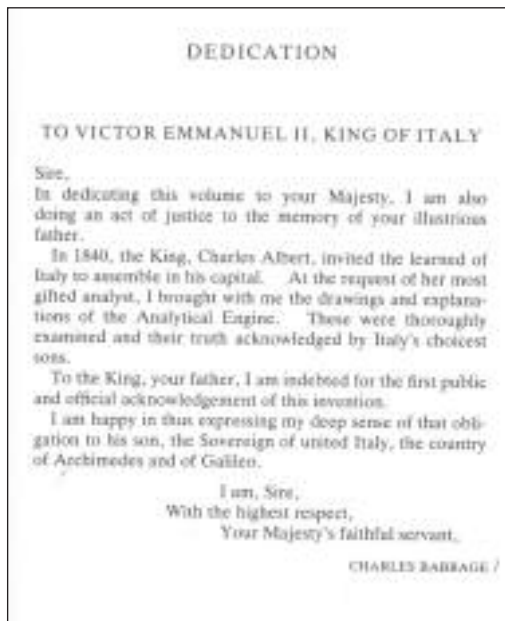 DEDICATION
TO VICTOR EMMANUEL II, KING OF ITALY
Sire,
In dedicating this volume to your Majesty, I am also
doing an act of justice to the memory of your illustrious
father.
In 1840, the King, Charles Albert, invited the learned of
Italy to assemble in his capital. At the request of her most
gifted analyst, I brought with me the drawings and explana-
tions of the Analytical Engine. These were thoroughly
examined and their truth acknowledged by Italy's choicest
sons.
To the King, your father, I am indebted for the first public
and official acknowledgement of this invention.
I am happy in thus expressing my deep sense of that obli-
gation to his son, the Sovereign of united Italy, the country
of Archimedes and of Galileo.
I am, Sire,
With the highest respect,
Your Majesty's faithful servant,
CHARLES BABBAGE